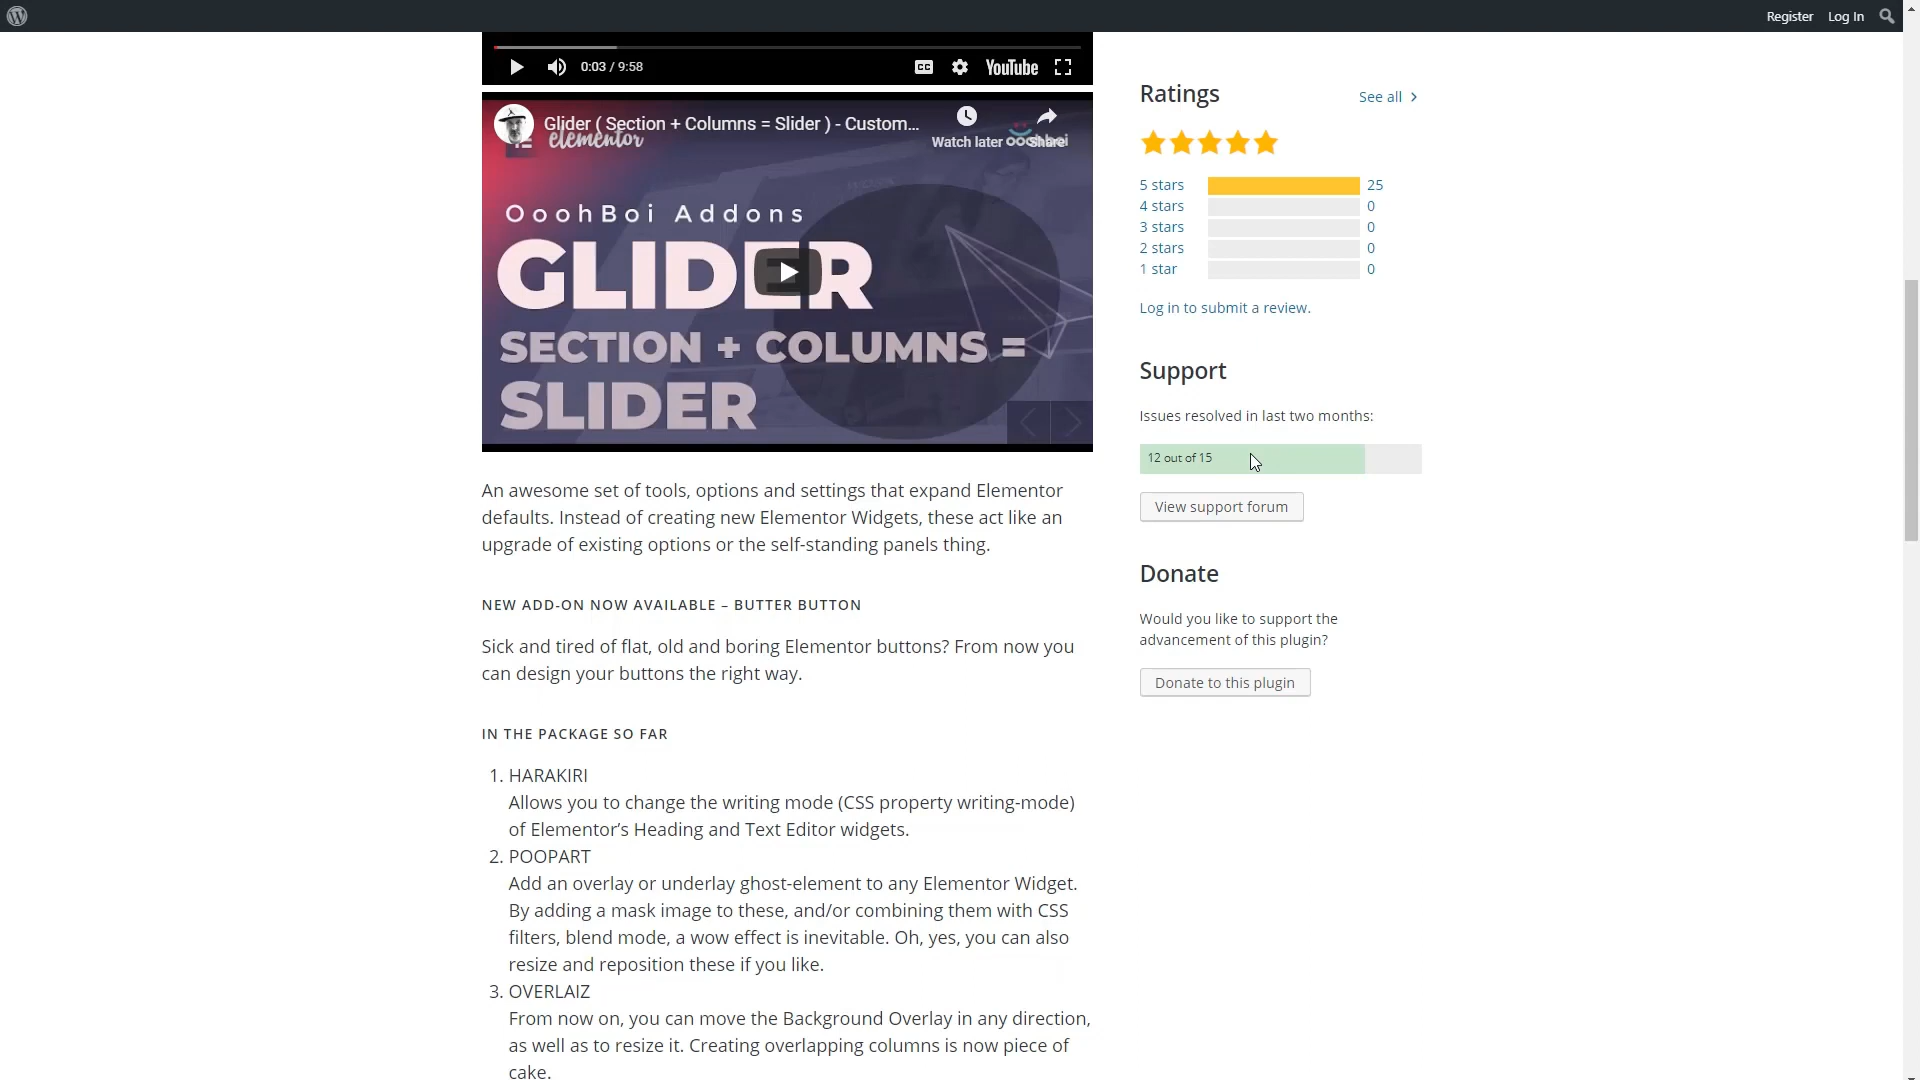 Register Log In
0:03 / 9:58
CC
YouTube
Glider ( Section + Columns = Slider ) - Custom...
Watch later
Share
elementor
ooohboi
OoohBoi Addons
GLIDER
SECTION + COLUMNS =
SLIDER
An awesome set of tools, options and settings that expand Elementor
defaults. Instead of creating new Elementor Widgets, these act like an
upgrade of existing options or the self-standing panels thing.
NEW ADD-ON NOW AVAILABLE – BUTTER BUTTON
Sick and tired of flat, old and boring Elementor buttons? From now you
can design your buttons the right way.
IN THE PACKAGE SO FAR
1. HARAKIRI
Allows you to change the writing mode (CSS property writing-mode)
of Elementor’s Heading and Text Editor widgets.
2. POOPART
Add an overlay or underlay ghost-element to any Elementor Widget.
By adding a mask image to these, and/or combining them with CSS
filters, blend mode, a wow effect is inevitable. Oh, yes, you can also
resize and reposition these if you like.
3. OVERLAIZ
From now on, you can move the Background Overlay in any direction,
as well as to resize it. Creating overlapping columns is now piece of
cake.
Ratings
See all
5 stars 25
4 stars 0
3 stars 0
2 stars 0
1 star 0
Log in to submit a review.
Support
Issues resolved in last two months:
12 out of 15
View support forum
Donate
Would you like to support the
advancement of this plugin?
Donate to this plugin